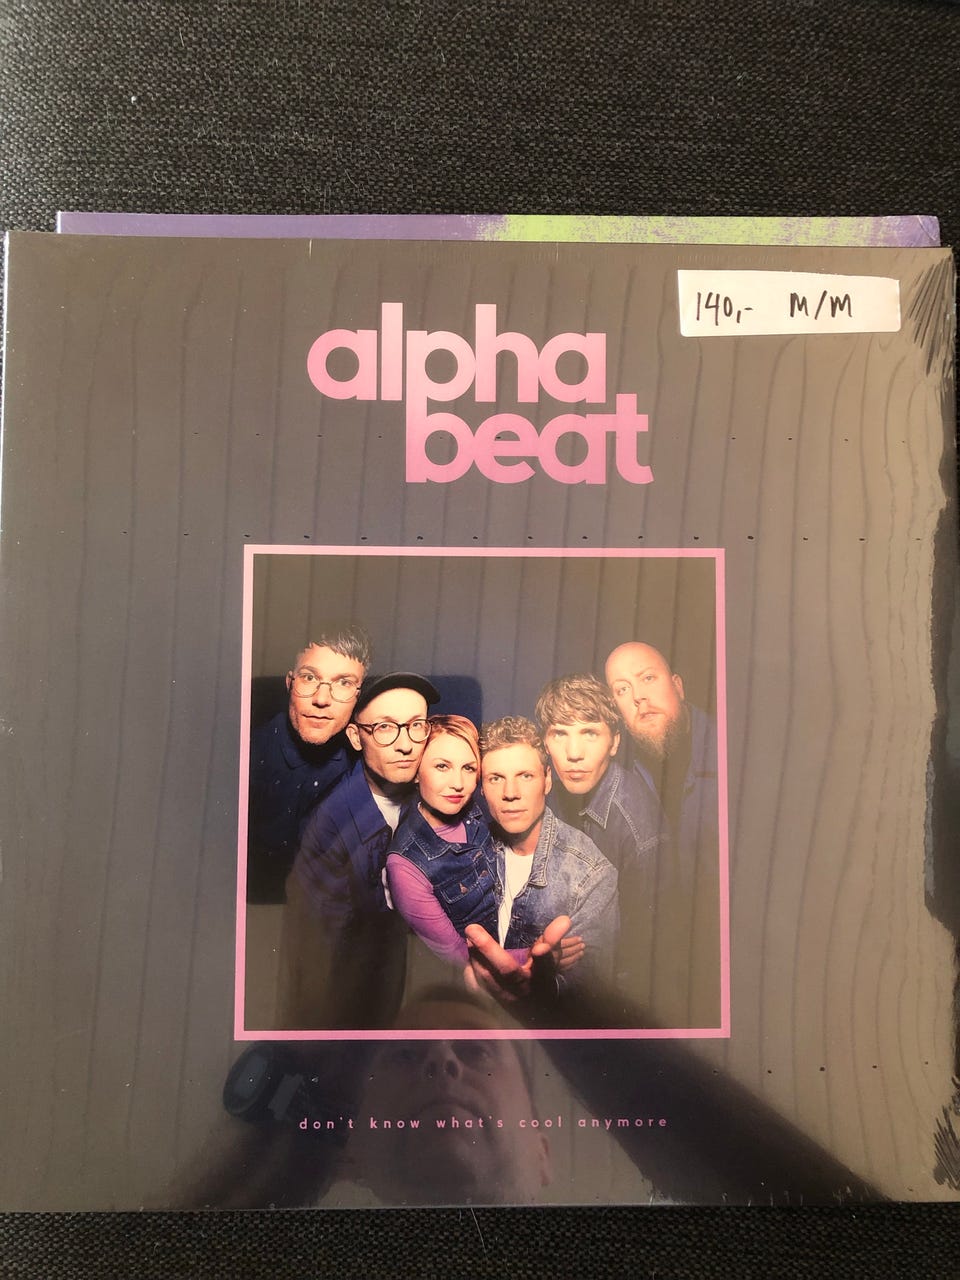 140,- M/M
alpha
beat
don't know what's cool anymore